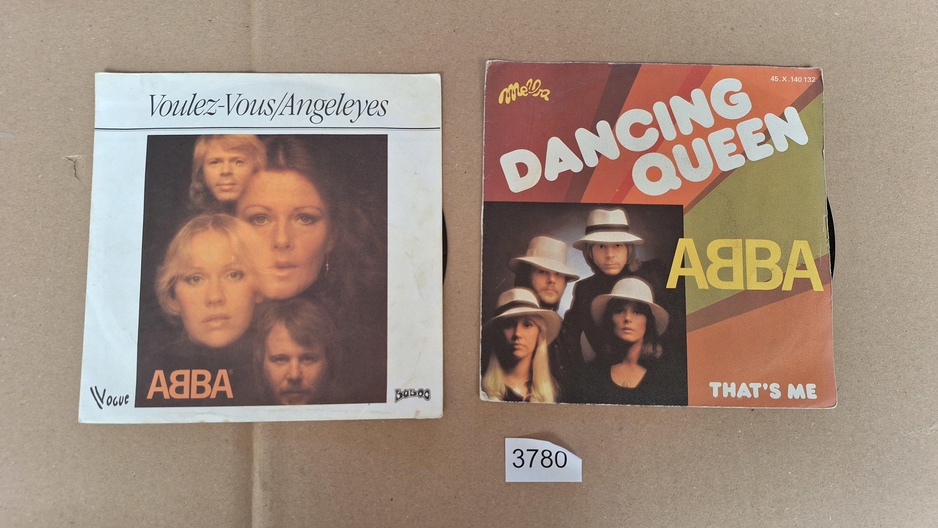 Voulez-Vous/Angeleyes
ABBA
Vogue
Melba
45. X. 140 132
DANCING
QUEEN
ABBA
THAT'S ME
3780